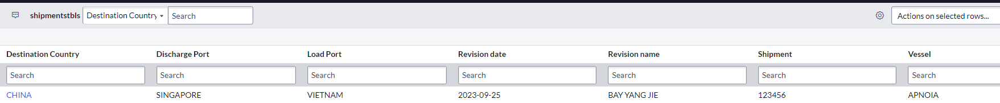 shipmentstbls Destination Country Search Actions on selected rows...
Destination Country Discharge Port Load Port Revision date Revision name Shipment Vessel
Search Search Search Search Search Search Search
CHINA SINGAPORE VIETNAM 2023-09-25 BAY YANG JIE 123456 APNOIA